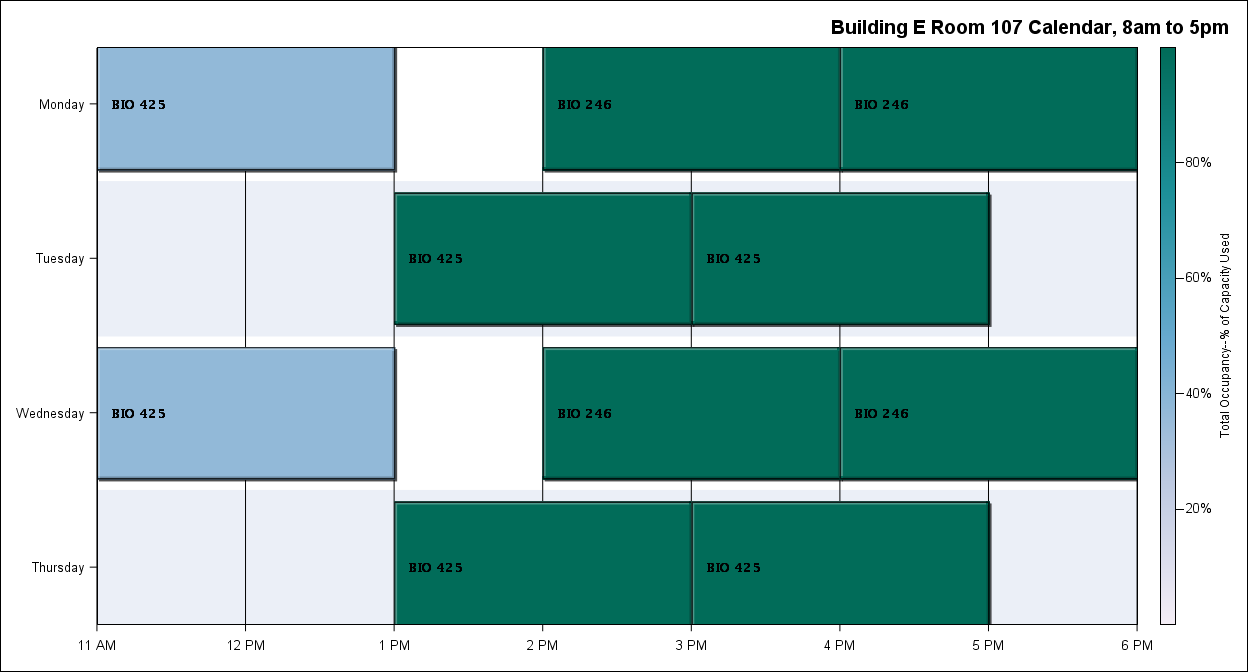 Building E Room 107 Calendar, 8am to 5pm
Monday
BIO 425
BIO 246
BIO 246
Tuesday
BIO 425
BIO 425
Wednesday
BIO 425
BIO 246
BIO 246
Thursday
BIO 425
BIO 425
11 AM
12 PM
1 PM
2 PM
3 PM
4 PM
5 PM
6 PM
80%
60%
40%
20%
Total Occupancy--% of Capacity Used